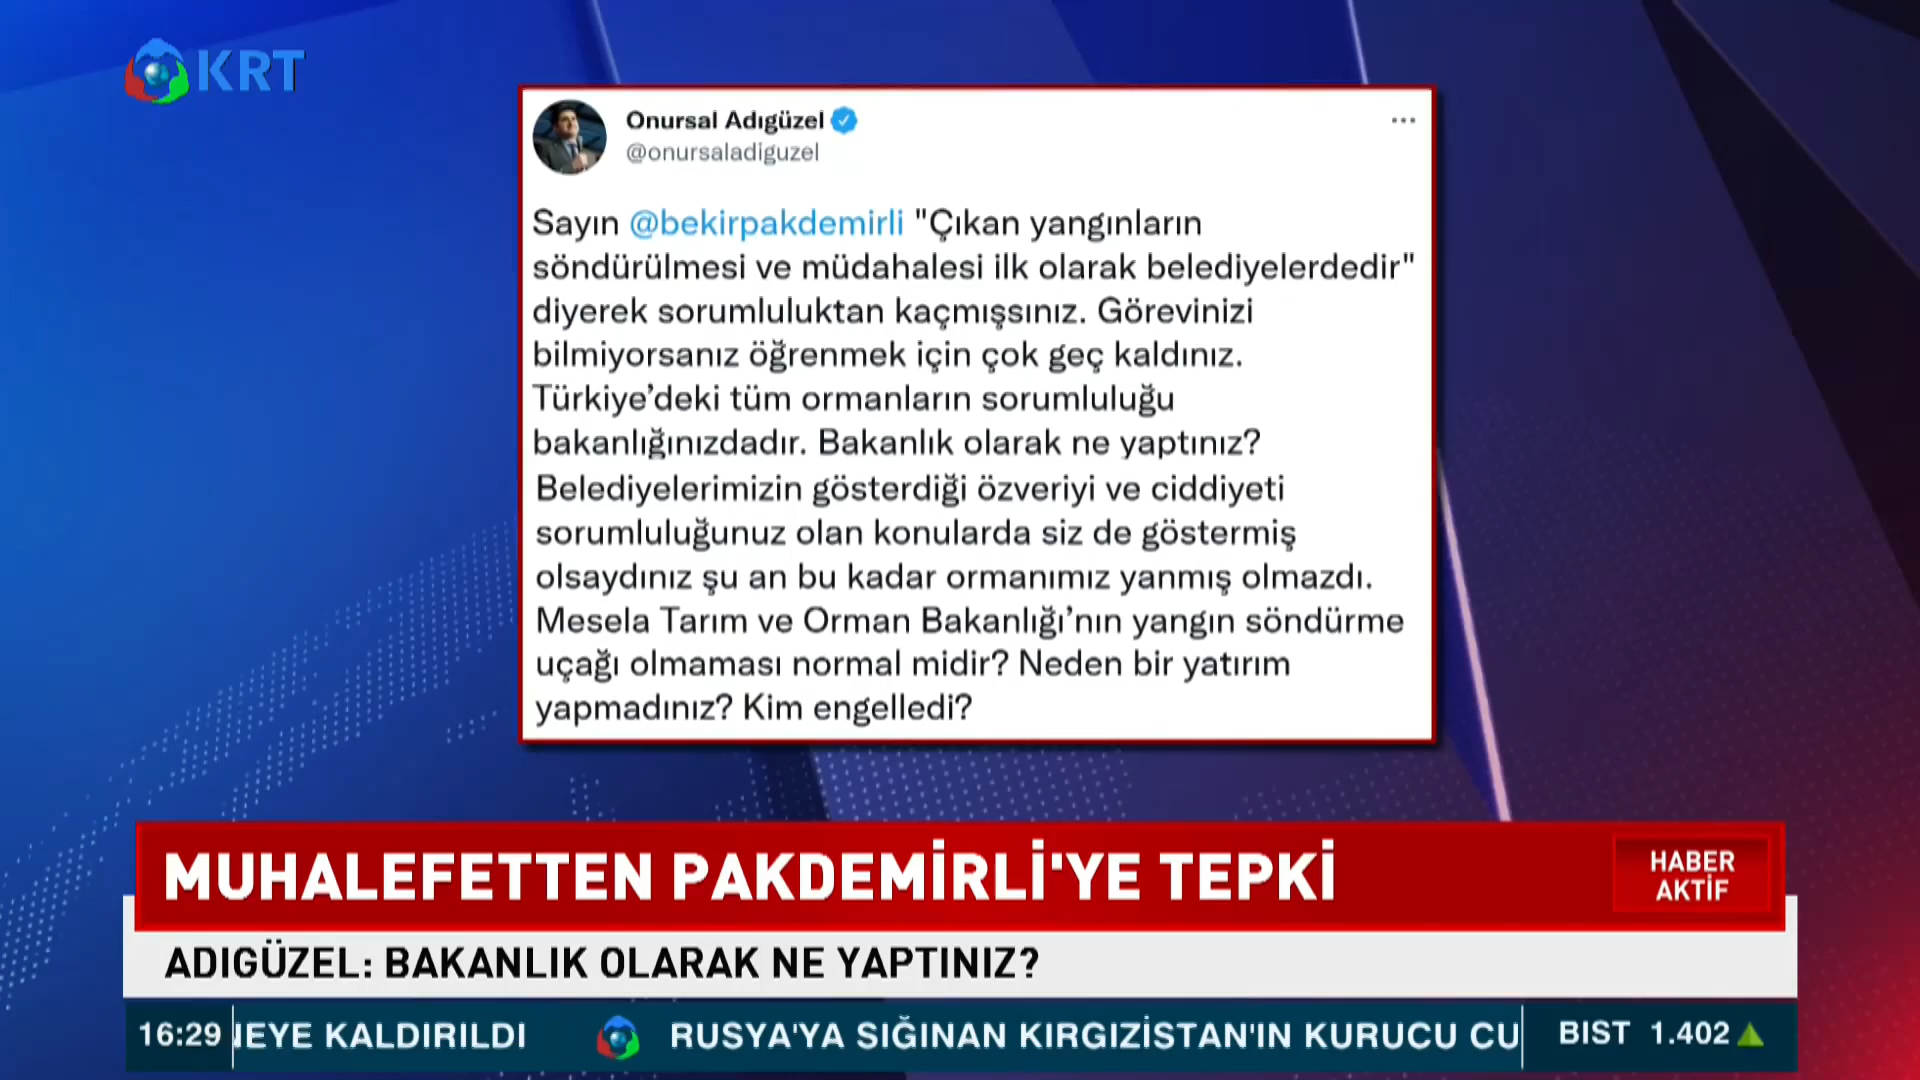 KRT
Onursal Adıgüzel
@onursaladiguzel
Sayın @bekirpakdemirli "Çıkan yangınların
söndürülmesi ve müdahalesi ilk olarak belediyelerdedir"
diyerek sorumluluktan kaçmışsınız. Görevinizi
bilmiyorsanız öğrenmek için çok geç kaldınız.
Türkiye’deki tüm ormanların sorumluluğu
bakanlığınızdadır. Bakanlık olarak ne yaptınız?
Belediyelerimizin gösterdiği özveriyi ve ciddiyeti
sorumluluğunuz olan konularda siz de göstermiş
olsaydınız şu an bu kadar ormanımız yanmış olmazdı.
Mesela Tarım ve Orman Bakanlığı’nın yangın söndürme
uçağı olmaması normal midir? Neden bir yatırım
yapmadınız? Kim engelledi?
MUHALEFETTEN PAKDEMİRLİ'YE TEPKİ
HABER
AKTİF
ADIGÜZEL: BAKANLIK OLARAK NE YAPTINIZ?
16:29 NEYE KALDIRILDI RUSYA'YA SIĞINAN KIRGIZİSTAN'IN KURUCU CU BIST 1.402